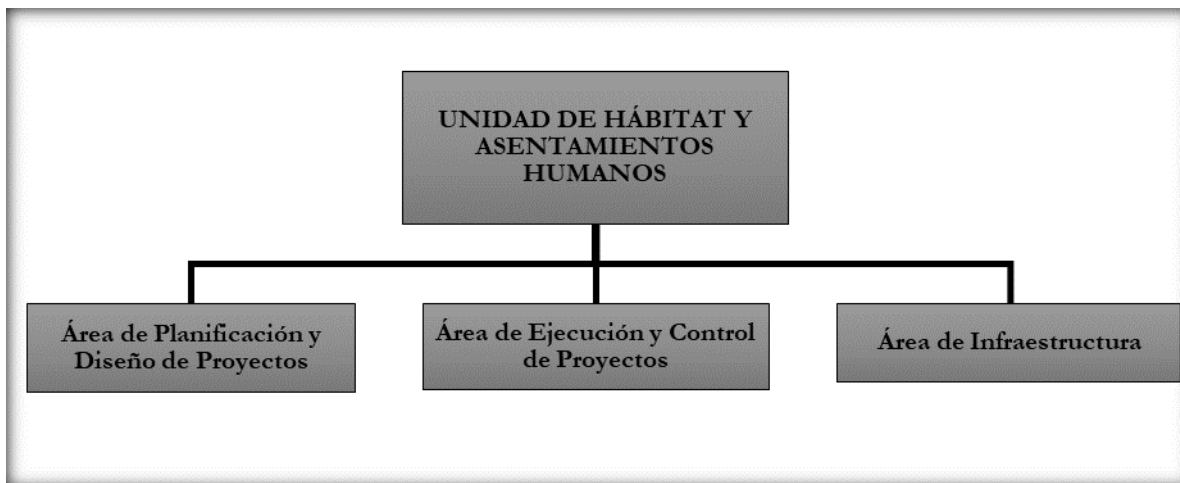 UNIDAD DE HÁBITAT Y
ASENTAMIENTOS
HUMANOS
Área de Planificación y
Diseño de Proyectos
Área de Ejecución y Control
de Proyectos
Área de Infraestructura